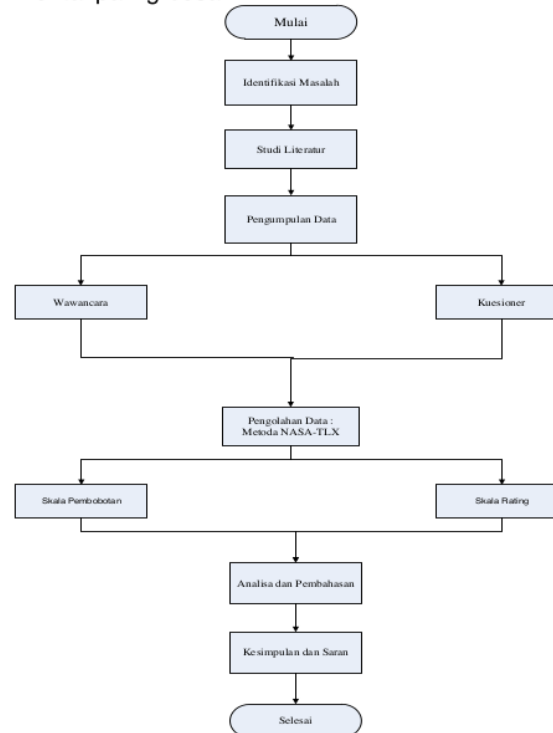 Mulai
Identifikasi Masalah
Studi Literatur
Pengumpulan Data
Wawancara
Kuesioner
Pengolahan Data :
Metoda NASA-TLX
Skala Pembobotan
Skala Rating
Analisa dan Pembahasan
Kesimpulan dan Saran
Selesai